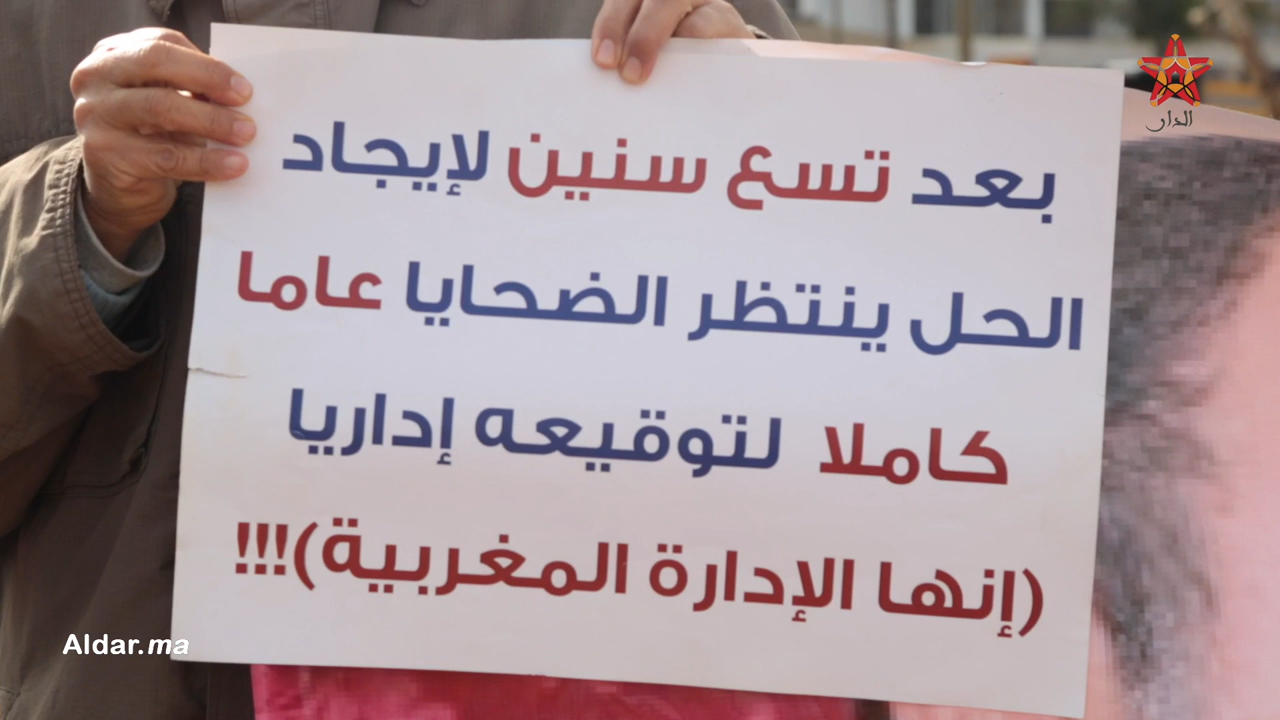 الدار
بعد تسع سنين لإيجاد
الحل ينتظر الضحايا عاما
كاملا لتوقيعه إداريا
(إنها الإدارة المغربية)!!!
Aldar.ma